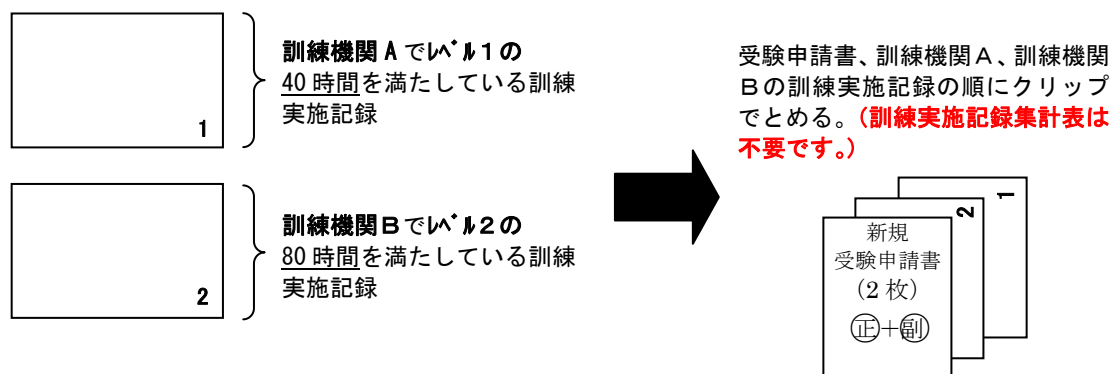 訓練機関 A でﾚﾍﾞﾙ１の
40 時間を満たしている訓練
実施記録
1
訓練機関Ｂでﾚﾍﾞﾙ２の
80 時間を満たしている訓練
実施記録
2
受験申請書、訓練機関Ａ、訓練機関
Ｂの訓練実施記録の順にクリップ
でとめる。（訓練実施記録集計表は
不要です。）
1
2
新規
受験申請書
（2 枚）
㊣+副